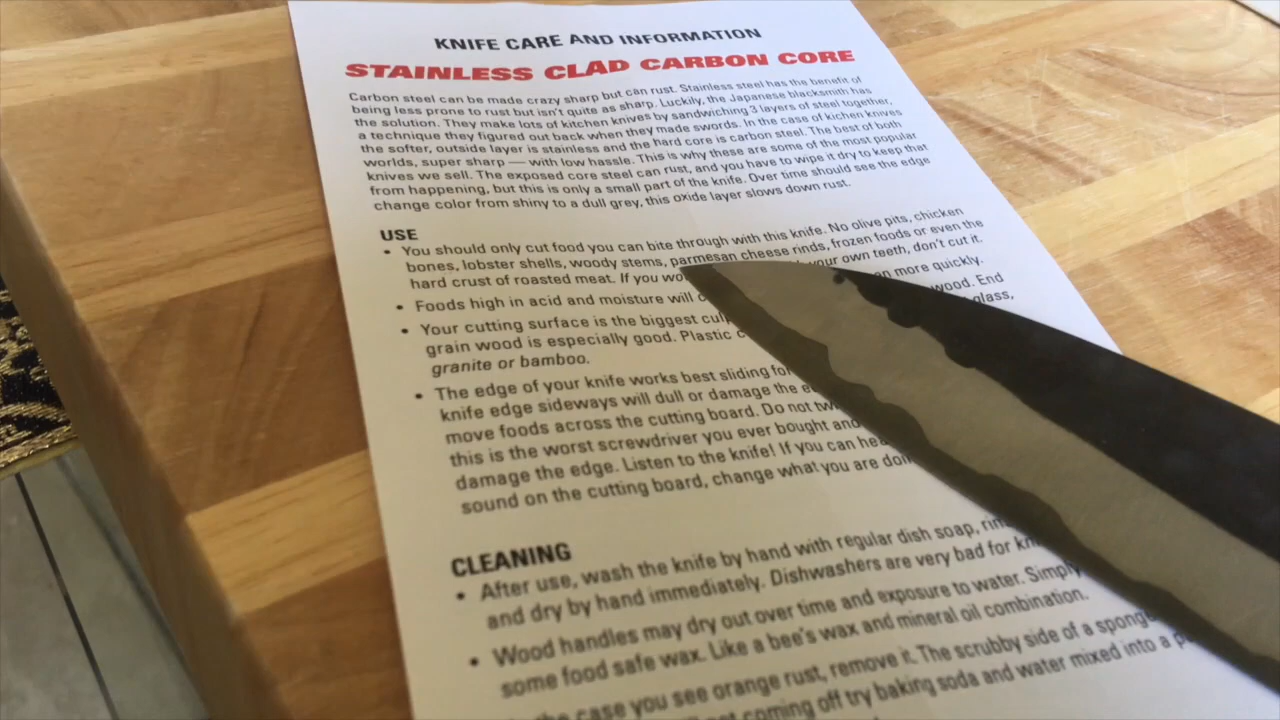 KNIFE CARE AND INFORMATION
STAINLESS CLAD CARBON CORE
Carbon steel can be made crazy sharp but can rust. Stainless steel has the benefit of
being less prone to rust but isn't quite as sharp. Luckily, the Japanese blacksmith has
the solution. They make lots of kitchen knives by sandwiching 3 layers of steel together,
a technique they figured out back when they made swords. In the case of kichen knives
the softer, outside layer is stainless and the hard core is carbon steel. The best of both
worlds, super sharp — with low hassle. This is why these are some of the most popular
knives we sell. The exposed core steel can rust, and you have to wipe it dry to keep that
from happening, but this is only a small part of the knife. Over time should see the edge
change color from shiny to a dull grey, this oxide layer slows down rust.
USE
• You should only cut food you can bite through with this knife. No olive pits, chicken
bones, lobster shells, woody stems, parmesan cheese rinds, frozen foods or even the
hard crust of roasted meat. If you your own teeth, don't cut it.
• Foods high in acid and moisture will more quickly.
• Your cutting surface is the biggest wood. End
grain wood is especially good. Plastic glass,
granite or bamboo.
• The edge of your knife works best sliding
knife edge sideways will dull or damage the
move foods across the cutting board. Do not
this is the worst screwdriver you ever bought
damage the edge. Listen to the knife! If you can
sound on the cutting board, change what you are
CLEANING
• After use, wash the knife by hand with regular dish soap,
and dry by hand immediately. Dishwashers are very bad for
• Wood handles may dry out over time and exposure to water. Simply
some food safe wax. Like a bee's wax and mineral oil combination.
the case you see orange rust, remove it. The scrubby side of a sponge
coming off try baking soda and water mixed into a